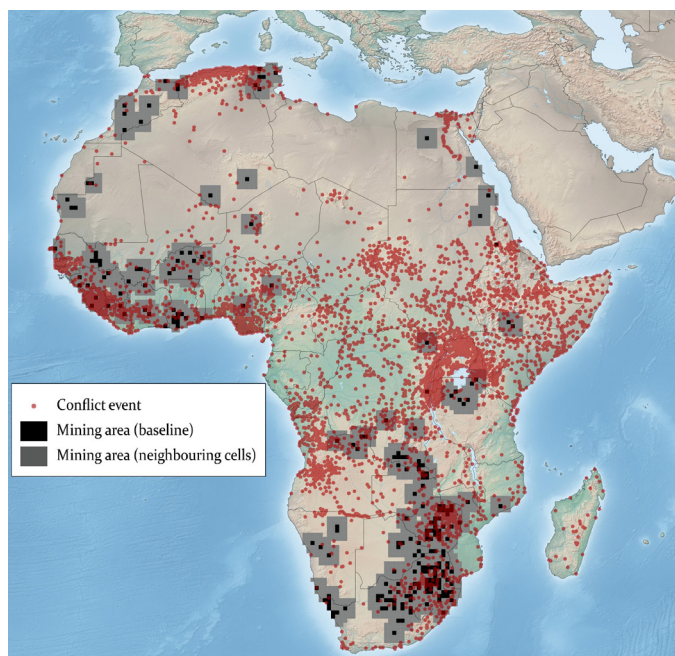 Conflict event
Mining area (baseline)
Mining area (neighbouring cells)